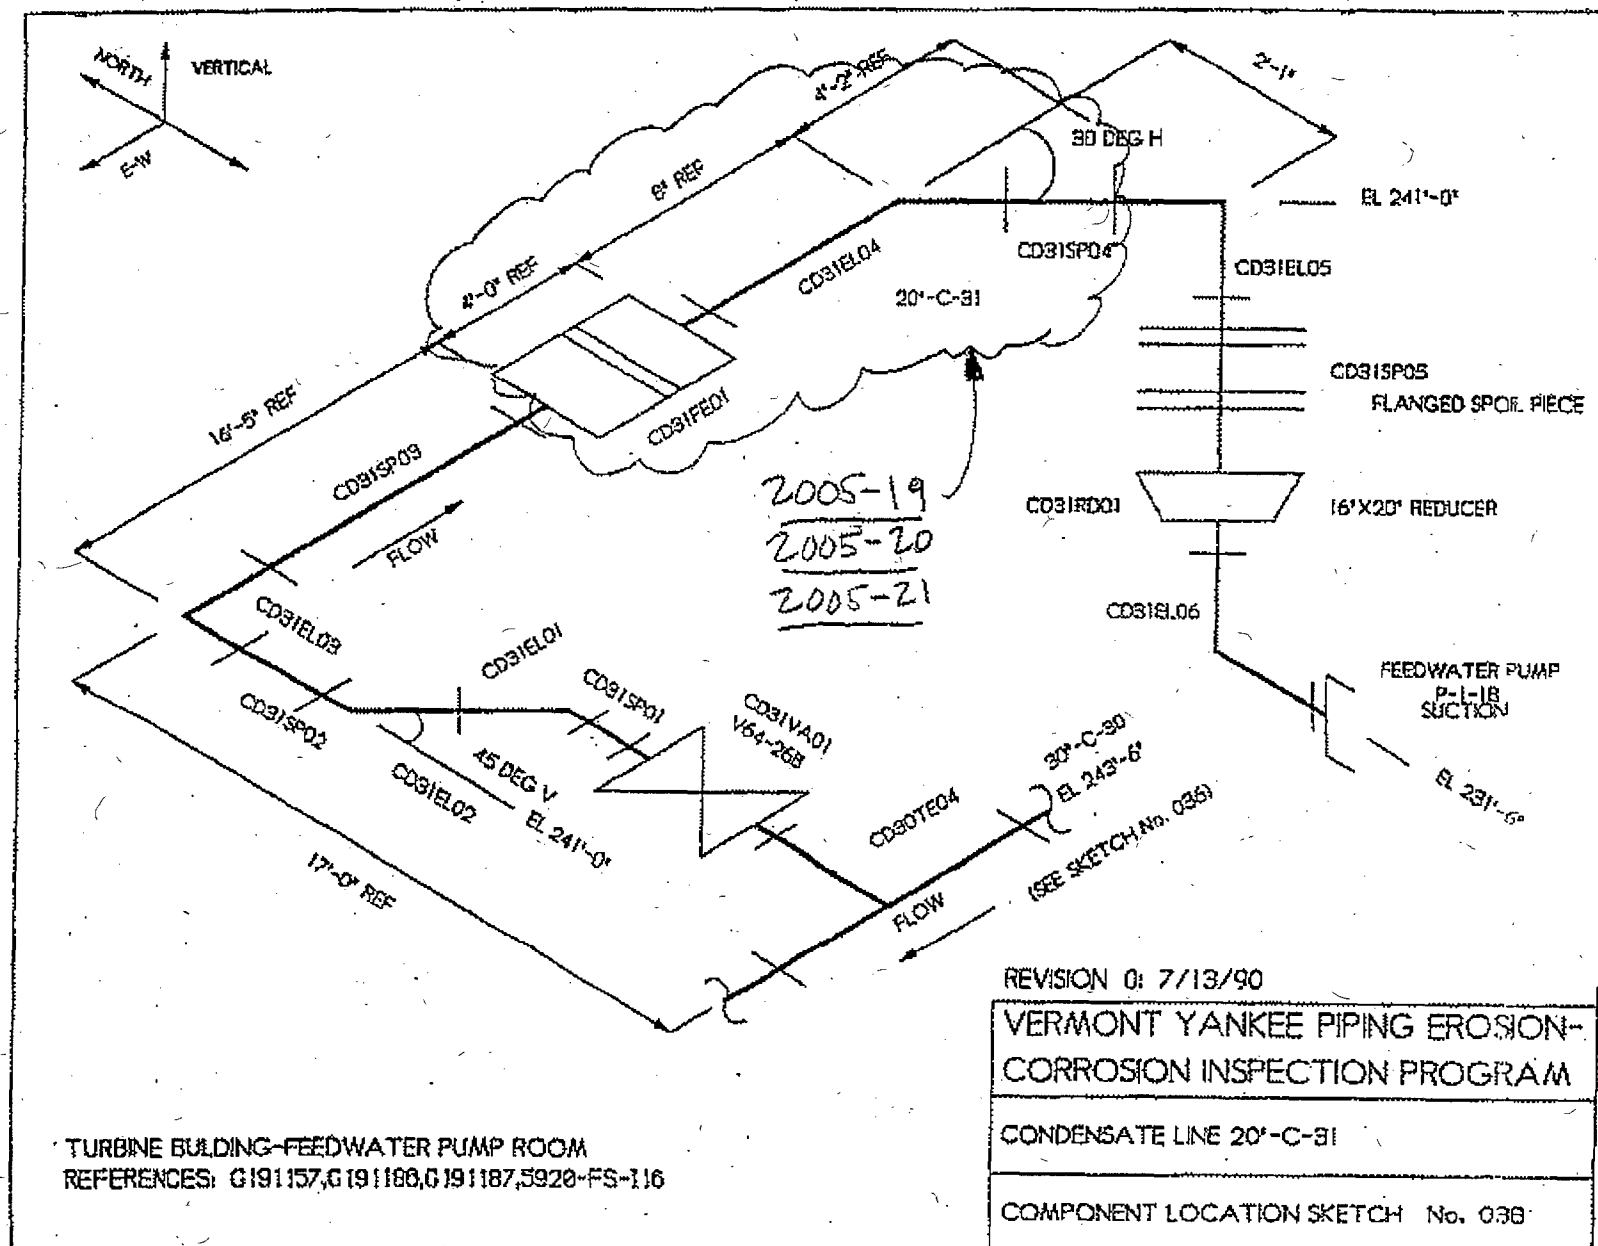 NORTH
VERTICAL
E-W
4'-2" REF
2'-1"
30 DEG H
8" REF
EL 241'-0"
4'-0" REF
CD31EL04
CD31SP04
CD31EL05
20"-C-31
16'-5" REF
CD31FE01
CD31SP05
FLANGED SPOIL PIECE
CD31SP03
2005-19
2005-20
2005-21
CD31RD01
16"X20" REDUCER
FLOW
CD31EL03
CD31EL01
CD31SP01
CD31EL06
CD31VA01
V64-26B
FEEDWATER PUMP
P-1-1B
SUCTION
CD31SP02
45 DEG V
CD31EL02
EL 241'-0"
30"-C-30
EL 243'-6"
EL 231'-6"
CD30TE04
(SEE SKETCH No. 036)
17'-0" REF
FLOW
REVISION 0: 7/13/90
VERMONT YANKEE PIPING EROSION-
CORROSION INSPECTION PROGRAM
TURBINE BUILDING-FEEDWATER PUMP ROOM
REFERENCES: G191157,G191186,G191187,5920-FS-116
CONDENSATE LINE 20"-C-31
COMPONENT LOCATION SKETCH No. 038